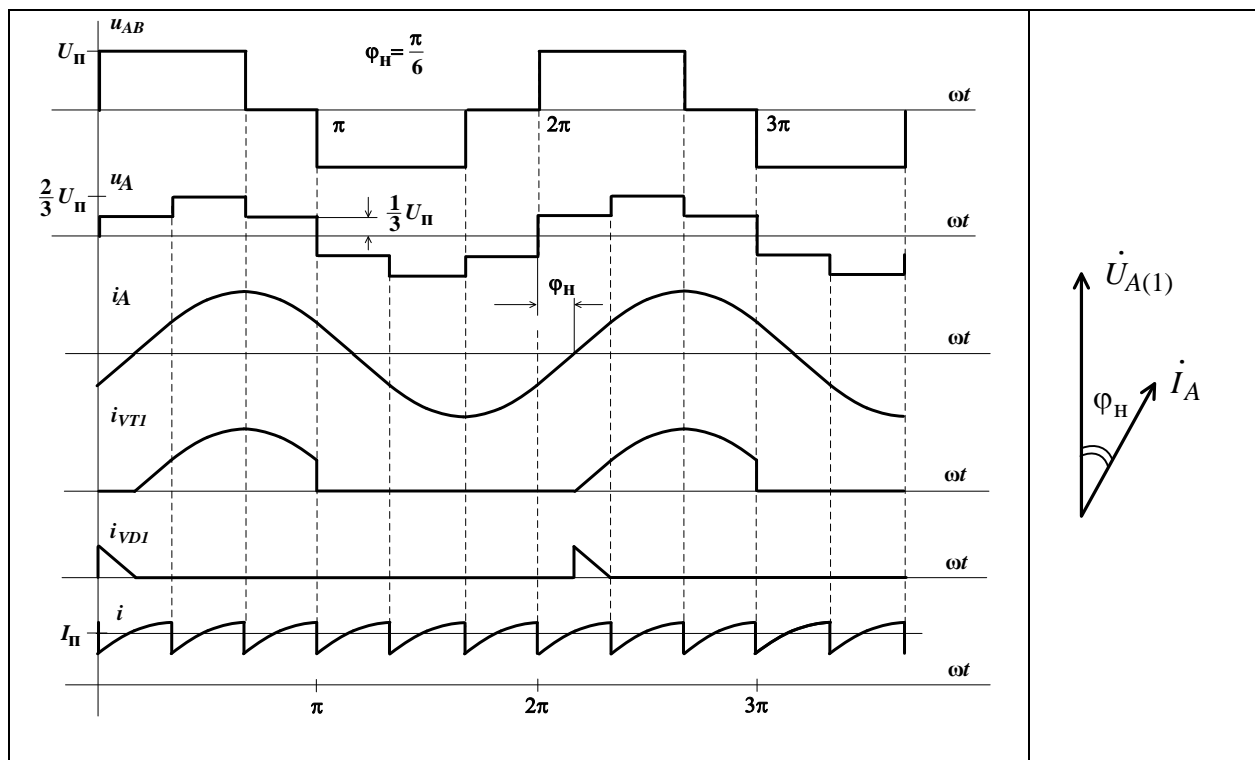 u_AB
U_П
φ_Н = π/6
ωt
π
2π
3π
u_A
2/3 U_П
1/3 U_П
ωt
i_A
φ_Н
ωt
i_VT1
ωt
i_VD1
ωt
i
I_П
ωt
π
2π
3π
U̇_A(1)
φ_Н
İ_A